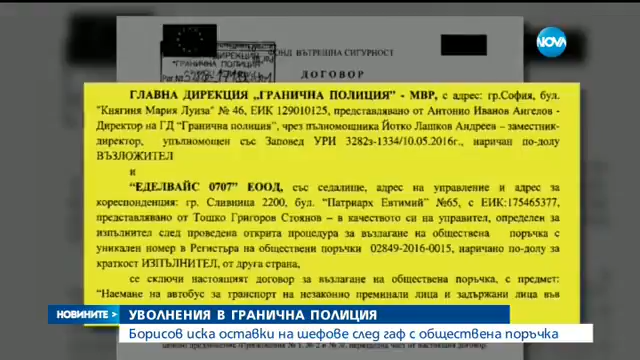 NOVA
"ГРАНИЧНА ПОЛИЦИЯ"
ФОНД ВЪТРЕШНА СИГУРНОСТ
ДОГОВОР
ГЛАВНА ДИРЕКЦИЯ „ГРАНИЧНА ПОЛИЦИЯ" - МВР, с адрес: гр.София, бул.
"Княгиня Мария Луиза" № 46, ЕИК 129010125, представлявано от Антонио Иванов Ангелов -
Директор на ГД "Гранична полиция", чрез пълномощника Йотко Лашков Андреев – заместник-
директор, упълномощен със Заповед УРИ 3282з-1334/10.05.2016г., наричан по-долу
ВЪЗЛОЖИТЕЛ
и
"ЕДЕЛВАЙС 0707" ЕООД, със седалище, адрес на управление и адрес за
кореспонденция: гр. Сливница 2200, бул. "Патриарх Евтимий" №65, с ЕИК:175465377,
представлявано от Тошко Григоров Стоянов – в качеството си на управител, определен за
изпълнител след проведена открита процедура за възлагане на обществена поръчка с
уникален номер в Регистъра на обществени поръчки 02849-2016-0015, наричано по-долу за
краткост ИЗПЪЛНИТЕЛ, от друга страна,
се сключи настоящият договор за възлагане на обществена поръчка, с предмет:
"Наемане на автобус за транспорт на незаконно преминали лица и задържани лица във
НОВИНИТЕ
УВОЛНЕНИЯ В ГРАНИЧНА ПОЛИЦИЯ
Борисов иска оставки на шефове след гаф с обществена поръчка